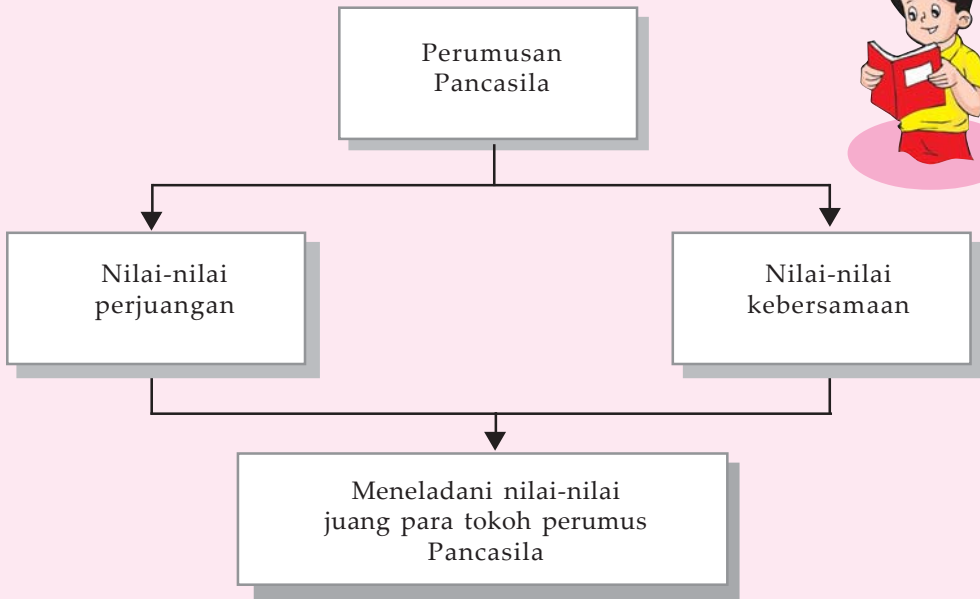 Perumusan
Pancasila
Nilai-nilai
perjuangan
Nilai-nilai
kebersamaan
Meneladani nilai-nilai
juang para tokoh perumus
Pancasila